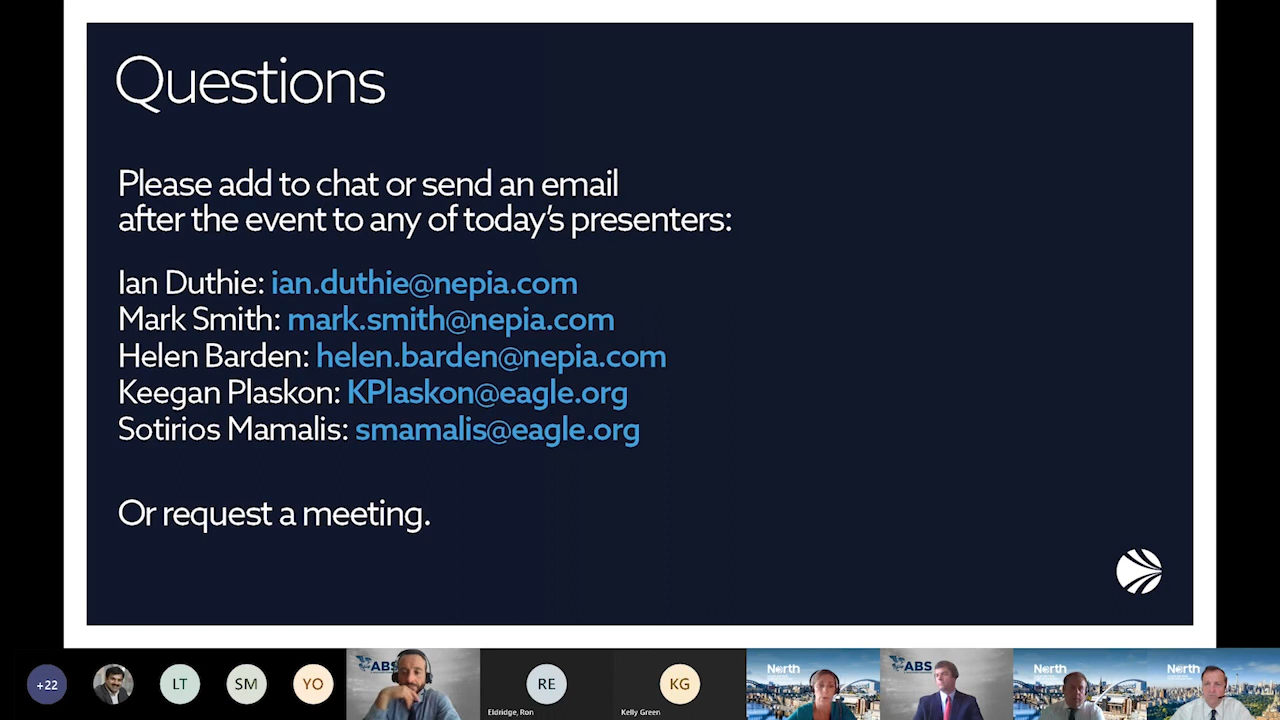 Questions
Please add to chat or send an email
after the event to any of today's presenters:
Ian Duthie: ian.duthie@nepia.com
Mark Smith: mark.smith@nepia.com
Helen Barden: helen.barden@nepia.com
Keegan Plaskon: KPlaskon@eagle.org
Sotirios Mamalis: smamalis@eagle.org
Or request a meeting.
+22
LT
SM
YO
ABS
RE
Eldridge, Ron
KG
Kelly Green
North
ABS
North
North